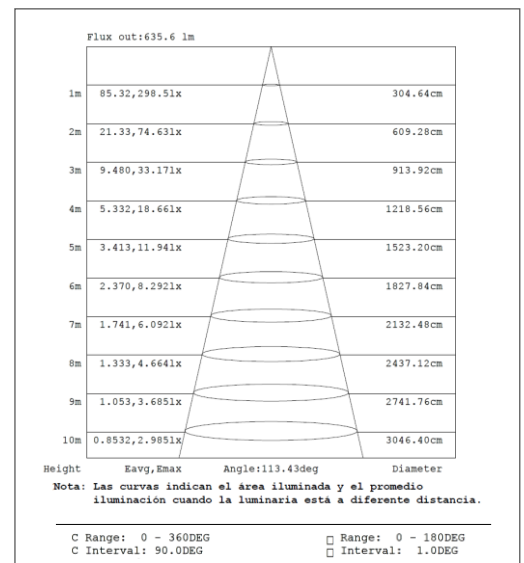 Flux out:635.6 lm
1m 85.32,298.5lx 304.64cm
2m 21.33,74.63lx 609.28cm
3m 9.480,33.17lx 913.92cm
4m 5.332,18.66lx 1218.56cm
5m 3.413,11.94lx 1523.20cm
6m 2.370,8.292lx 1827.84cm
7m 1.741,6.092lx 2132.48cm
8m 1.333,4.664lx 2437.12cm
9m 1.053,3.685lx 2741.76cm
10m 0.8532,2.985lx 3046.40cm
Height Eavg,Emax Angle:113.43deg Diameter
Nota: Las curvas indican el área iluminada y el promedio
iluminación cuando la luminaria está a diferente distancia.
C Range: 0 - 360DEG □ Range: 0 - 180DEG
C Interval: 90.0DEG □ Interval: 1.0DEG